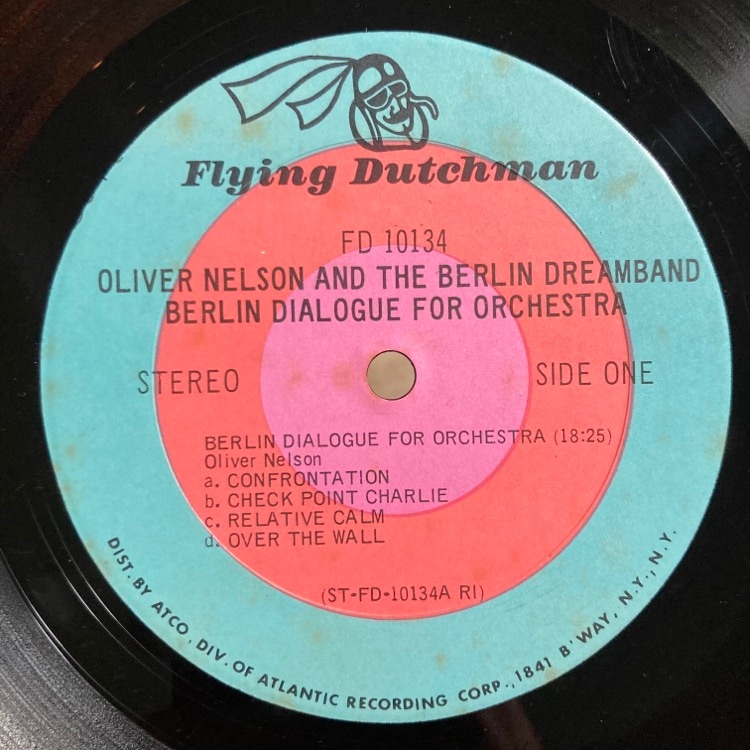 Flying Dutchman
FD 10134
OLIVER NELSON AND THE BERLIN DREAMBAND
BERLIN DIALOGUE FOR ORCHESTRA
STEREO
SIDE ONE
BERLIN DIALOGUE FOR ORCHESTRA (18:25)
Oliver Nelson
a. CONFRONTATION
b. CHECK POINT CHARLIE
c. RELATIVE CALM
d. OVER THE WALL
(ST-FD-10134A RI)
DIST. BY ATCO, DIV. OF ATLANTIC RECORDING CORP., 1841 B'WAY, N.Y., N.Y.